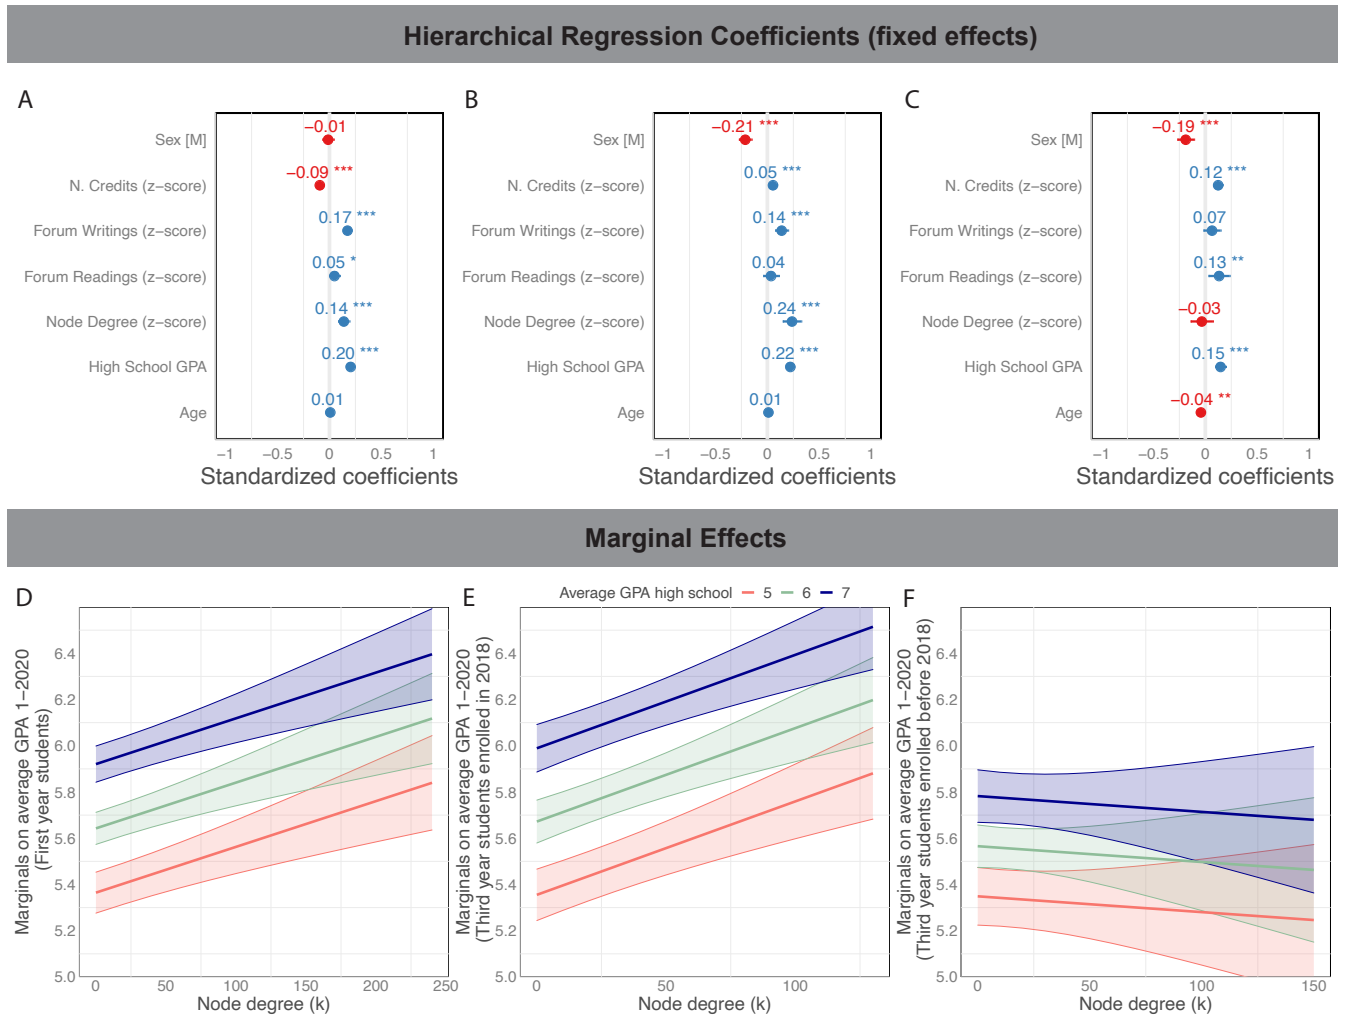 Hierarchical Regression Coefficients (fixed effects)
A
Sex [M]
N. Credits (z−score)
Forum Writings (z−score)
Forum Readings (z−score)
Node Degree (z−score)
High School GPA
Age
−0.01
−0.09 ***
0.17 ***
0.05 *
0.14 ***
0.20 ***
0.01
−1 −0.5 0 0.5 1
Standardized coefficients
B
Sex [M]
N. Credits (z−score)
Forum Writings (z−score)
Forum Readings (z−score)
Node Degree (z−score)
High School GPA
Age
−0.21 ***
0.05 ***
0.14 ***
0.04
0.24 ***
0.22 ***
0.01
−1 −0.5 0 0.5 1
Standardized coefficients
C
Sex [M]
N. Credits (z−score)
Forum Writings (z−score)
Forum Readings (z−score)
Node Degree (z−score)
High School GPA
Age
−0.19 ***
0.12 ***
0.07
0.13 **
−0.03
0.15 ***
−0.04 **
−1 −0.5 0 0.5 1
Standardized coefficients
Marginal Effects
Average GPA high school 5 6 7
D
Marginals on average GPA 1−2020
(First year students)
6.4
6.2
6.0
5.8
5.6
5.4
5.2
5.0
0 50 100 150 200 250
Node degree (k)
E
Marginals on average GPA 1−2020
(Third year students enrolled in 2018)
6.4
6.2
6.0
5.8
5.6
5.4
5.2
5.0
0 50 100
Node degree (k)
F
Marginals on average GPA 1−2020
(Third year students enrolled before 2018)
6.4
6.2
6.0
5.8
5.6
5.4
5.2
5.0
0 50 100 150
Node degree (k)